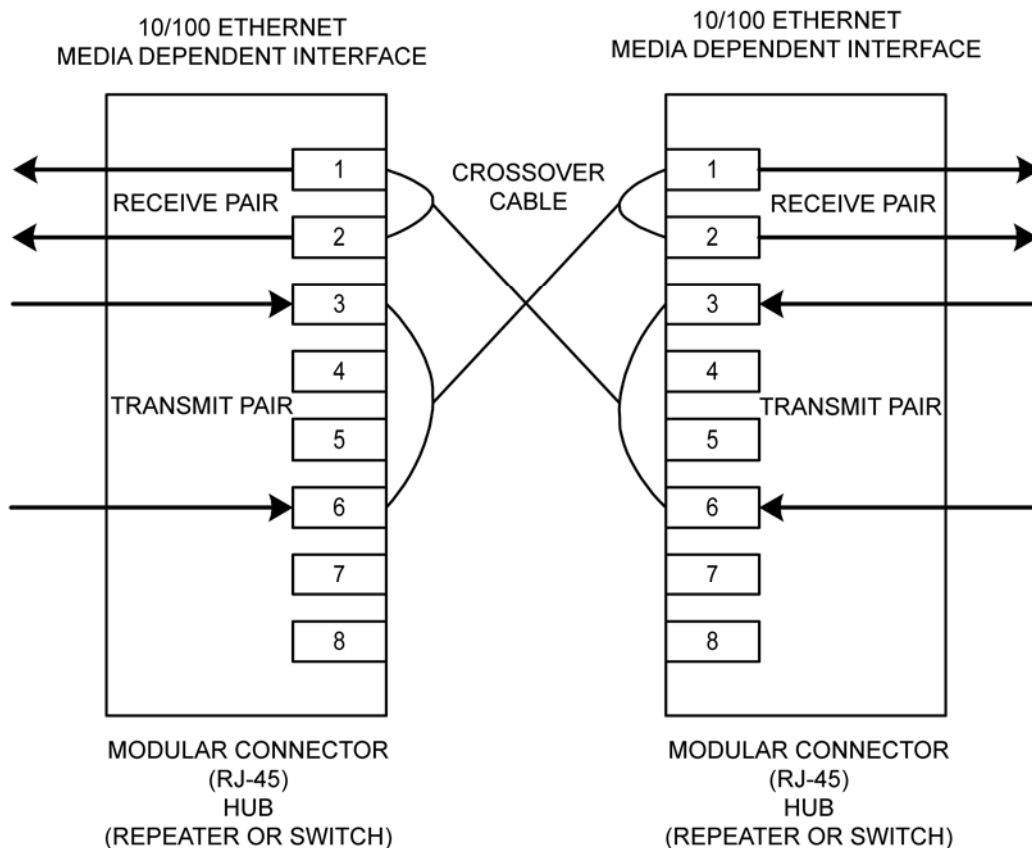 10/100 ETHERNET
MEDIA DEPENDENT INTERFACE
1
RECEIVE PAIR
2
3
4
TRANSMIT PAIR
5
6
7
8
MODULAR CONNECTOR
(RJ-45)
HUB
(REPEATER OR SWITCH)
CROSSOVER
CABLE
10/100 ETHERNET
MEDIA DEPENDENT INTERFACE
1
RECEIVE PAIR
2
3
4
TRANSMIT PAIR
5
6
7
8
MODULAR CONNECTOR
(RJ-45)
HUB
(REPEATER OR SWITCH)